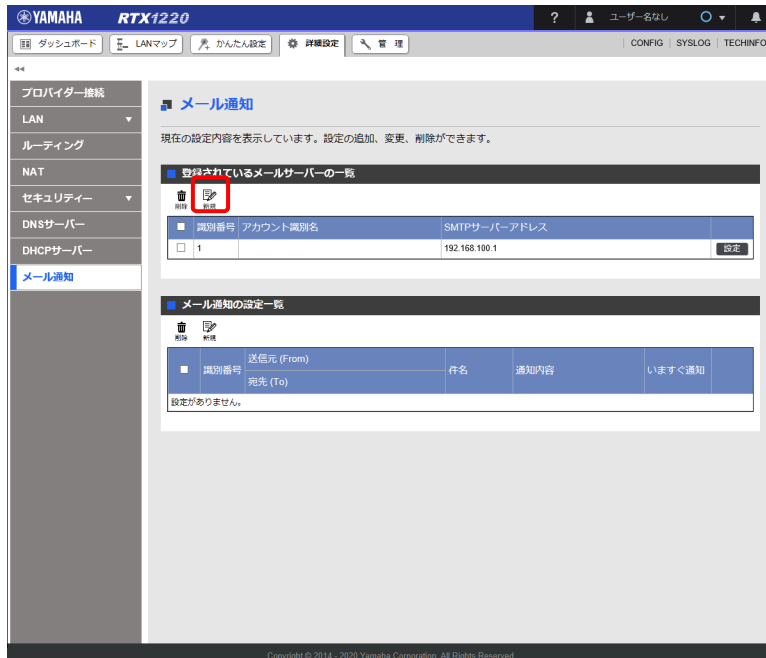 YAMAHA RTX1220 ? ユーザー名なし
ダッシュボード LANマップ かんたん設定 詳細設定 管 理 CONFIG SYSLOG TECHINFO
プロバイダー接続
LAN
ルーティング
NAT
セキュリティー
DNSサーバー
DHCPサーバー
メール通知
メール通知
現在の設定内容を表示しています。設定の追加、変更、削除ができます。
登録されているメールサーバーの一覧
削除 新規
識別番号 アカウント識別名 SMTPサーバーアドレス
1 192.168.100.1 設定
メール通知の設定一覧
削除 新規
識別番号 送信元 (From) 件名 通知内容 いますぐ通知
宛先 (To)
設定がありません。
Copyright © 2014 - 2020 Yamaha Corporation. All Rights Reserved.